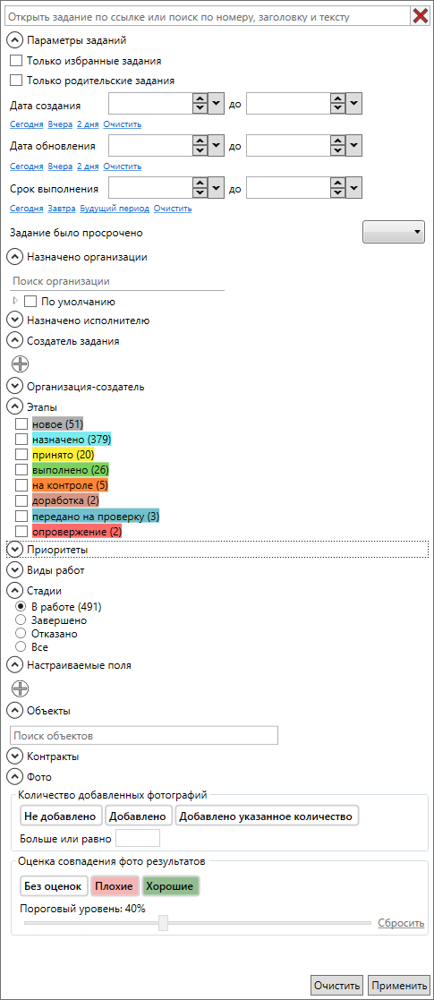 Открыть задание по ссылке или поиск по номеру, заголовку и тексту
Параметры заданий
Только избранные задания
Только родительские задания
Дата создания до
Сегодня Вчера 2 дня Очистить
Дата обновления до
Сегодня Вчера 2 дня Очистить
Срок выполнения до
Сегодня Завтра Будущий период Очистить
Задание было просрочено
Назначено организации
Поиск организации
По умолчанию
Назначено исполнителю
Создатель задания
Организация-создатель
Этапы
новое (51)
назначено (379)
принято (20)
выполнено (26)
на контроле (5)
доработка (2)
передано на проверку (3)
опровержение (2)
Приоритеты
Виды работ
Стадии
В работе (491)
Завершено
Отказано
Все
Настраиваемые поля
Объекты
Поиск объектов
Контракты
Фото
Количество добавленных фотографий
Не добавлено Добавлено Добавлено указанное количество
Больше или равно
Оценка совпадения фото результатов
Без оценок Плохие Хорошие
Пороговый уровень: 40%
Сбросить
Очистить Применить